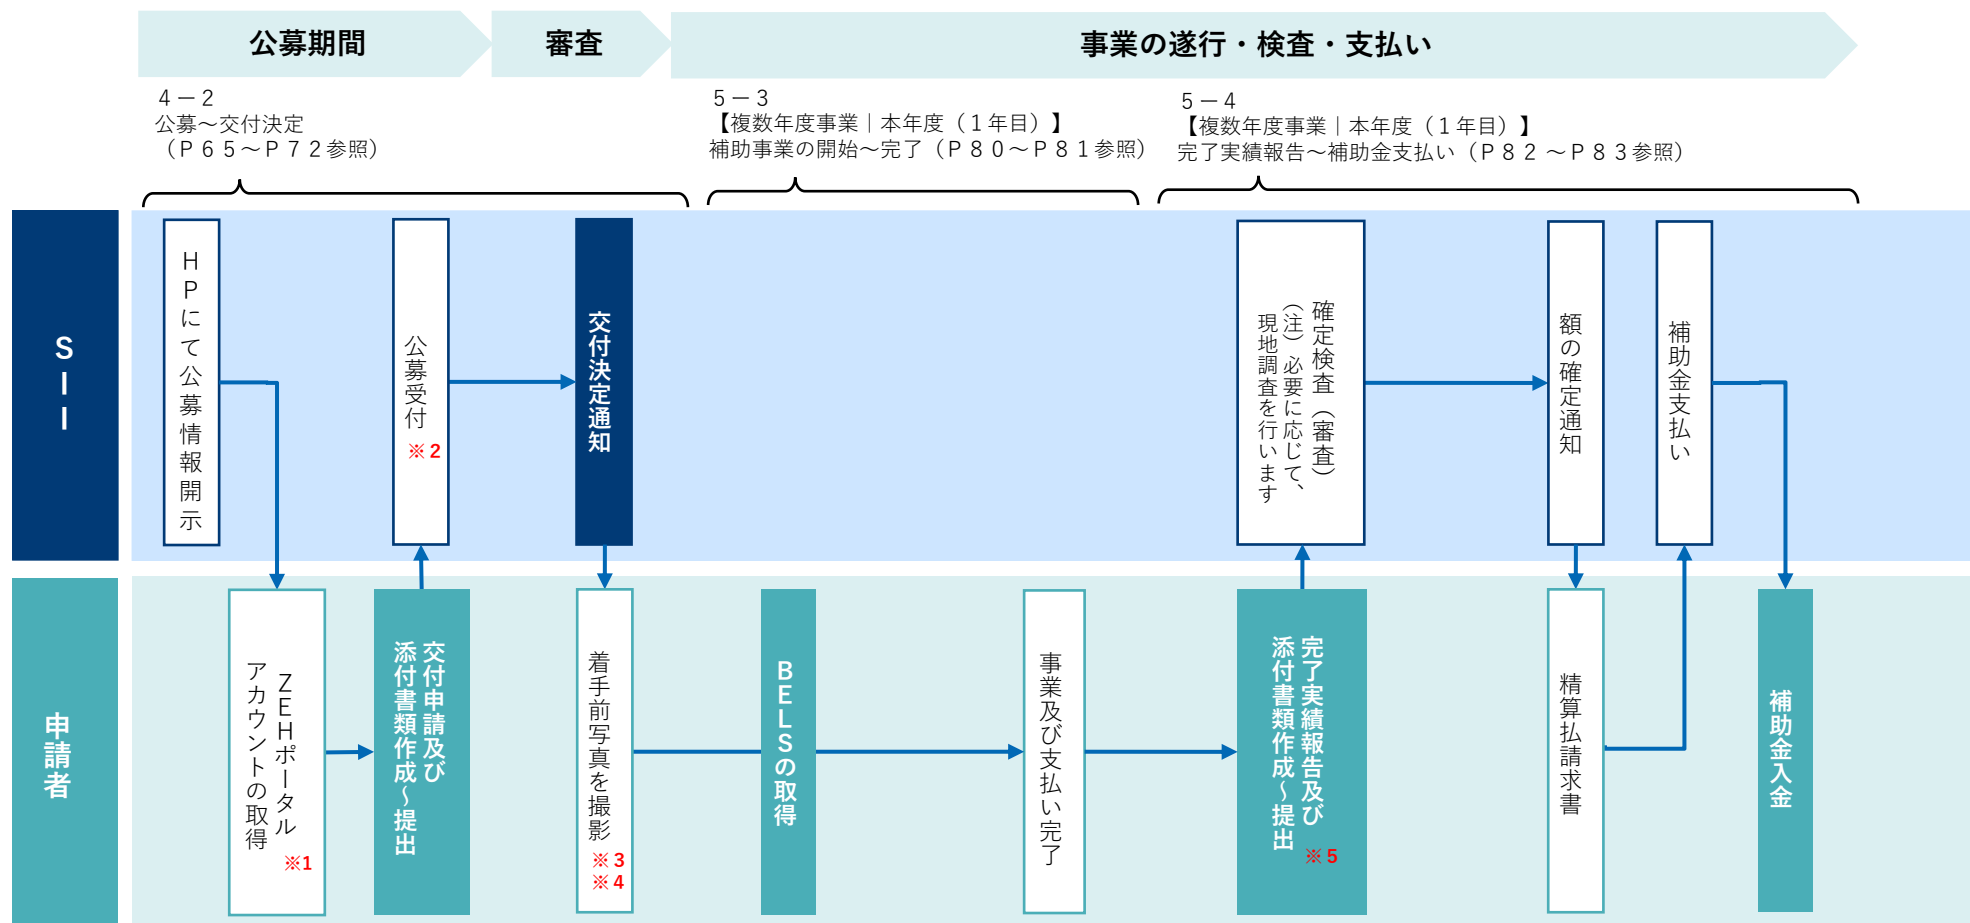 公募期間
審査
事業の遂行・検査・支払い
４－２
公募～交付決定
（Ｐ６５～Ｐ７２参照）
５－３
【複数年度事業｜本年度（１年目）】
補助事業の開始～完了（Ｐ８０～Ｐ８１参照）
５－４
【複数年度事業｜本年度（１年目）】
完了実績報告～補助金支払い（Ｐ８２～Ｐ８３参照）
ＳＩＩ
ＨＰにて公募情報開示
公募受付
※２
交付決定通知
確定検査（審査）
（注）必要に応じて、
現地調査を行います
額の確定通知
補助金支払い
申請者
ＺＥＨポータル
アカウントの取得
※1
交付申請及び
添付書類作成～提出
着手前写真を撮影
※３
※４
ＢＥＬＳの取得
事業及び支払い完了
完了実績報告及び
添付書類作成～提出
※５
精算払請求書
補助金入金